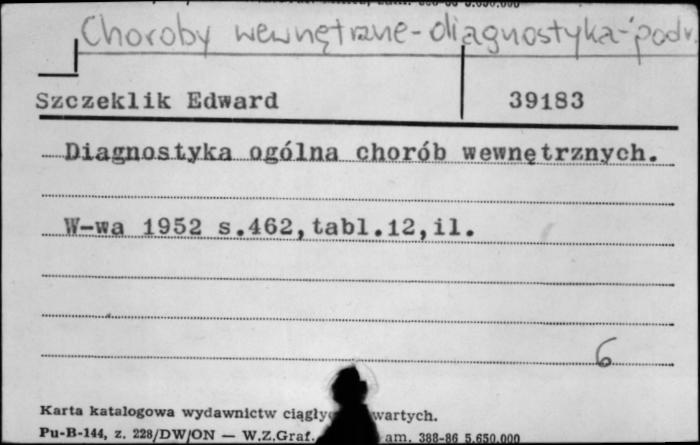 Choroby wewnętrzne - diagnostyka - podr.
Szczeklik Edward 39183
Diagnostyka ogólna chorób wewnętrznych.
W-wa 1952 s.462,tabl.12,il.
6
Karta katalogowa wydawnictw wartych.
Pu-B-144, z. 228/DW/ON — W.Z.Graf. am. 388-86 5.650.000